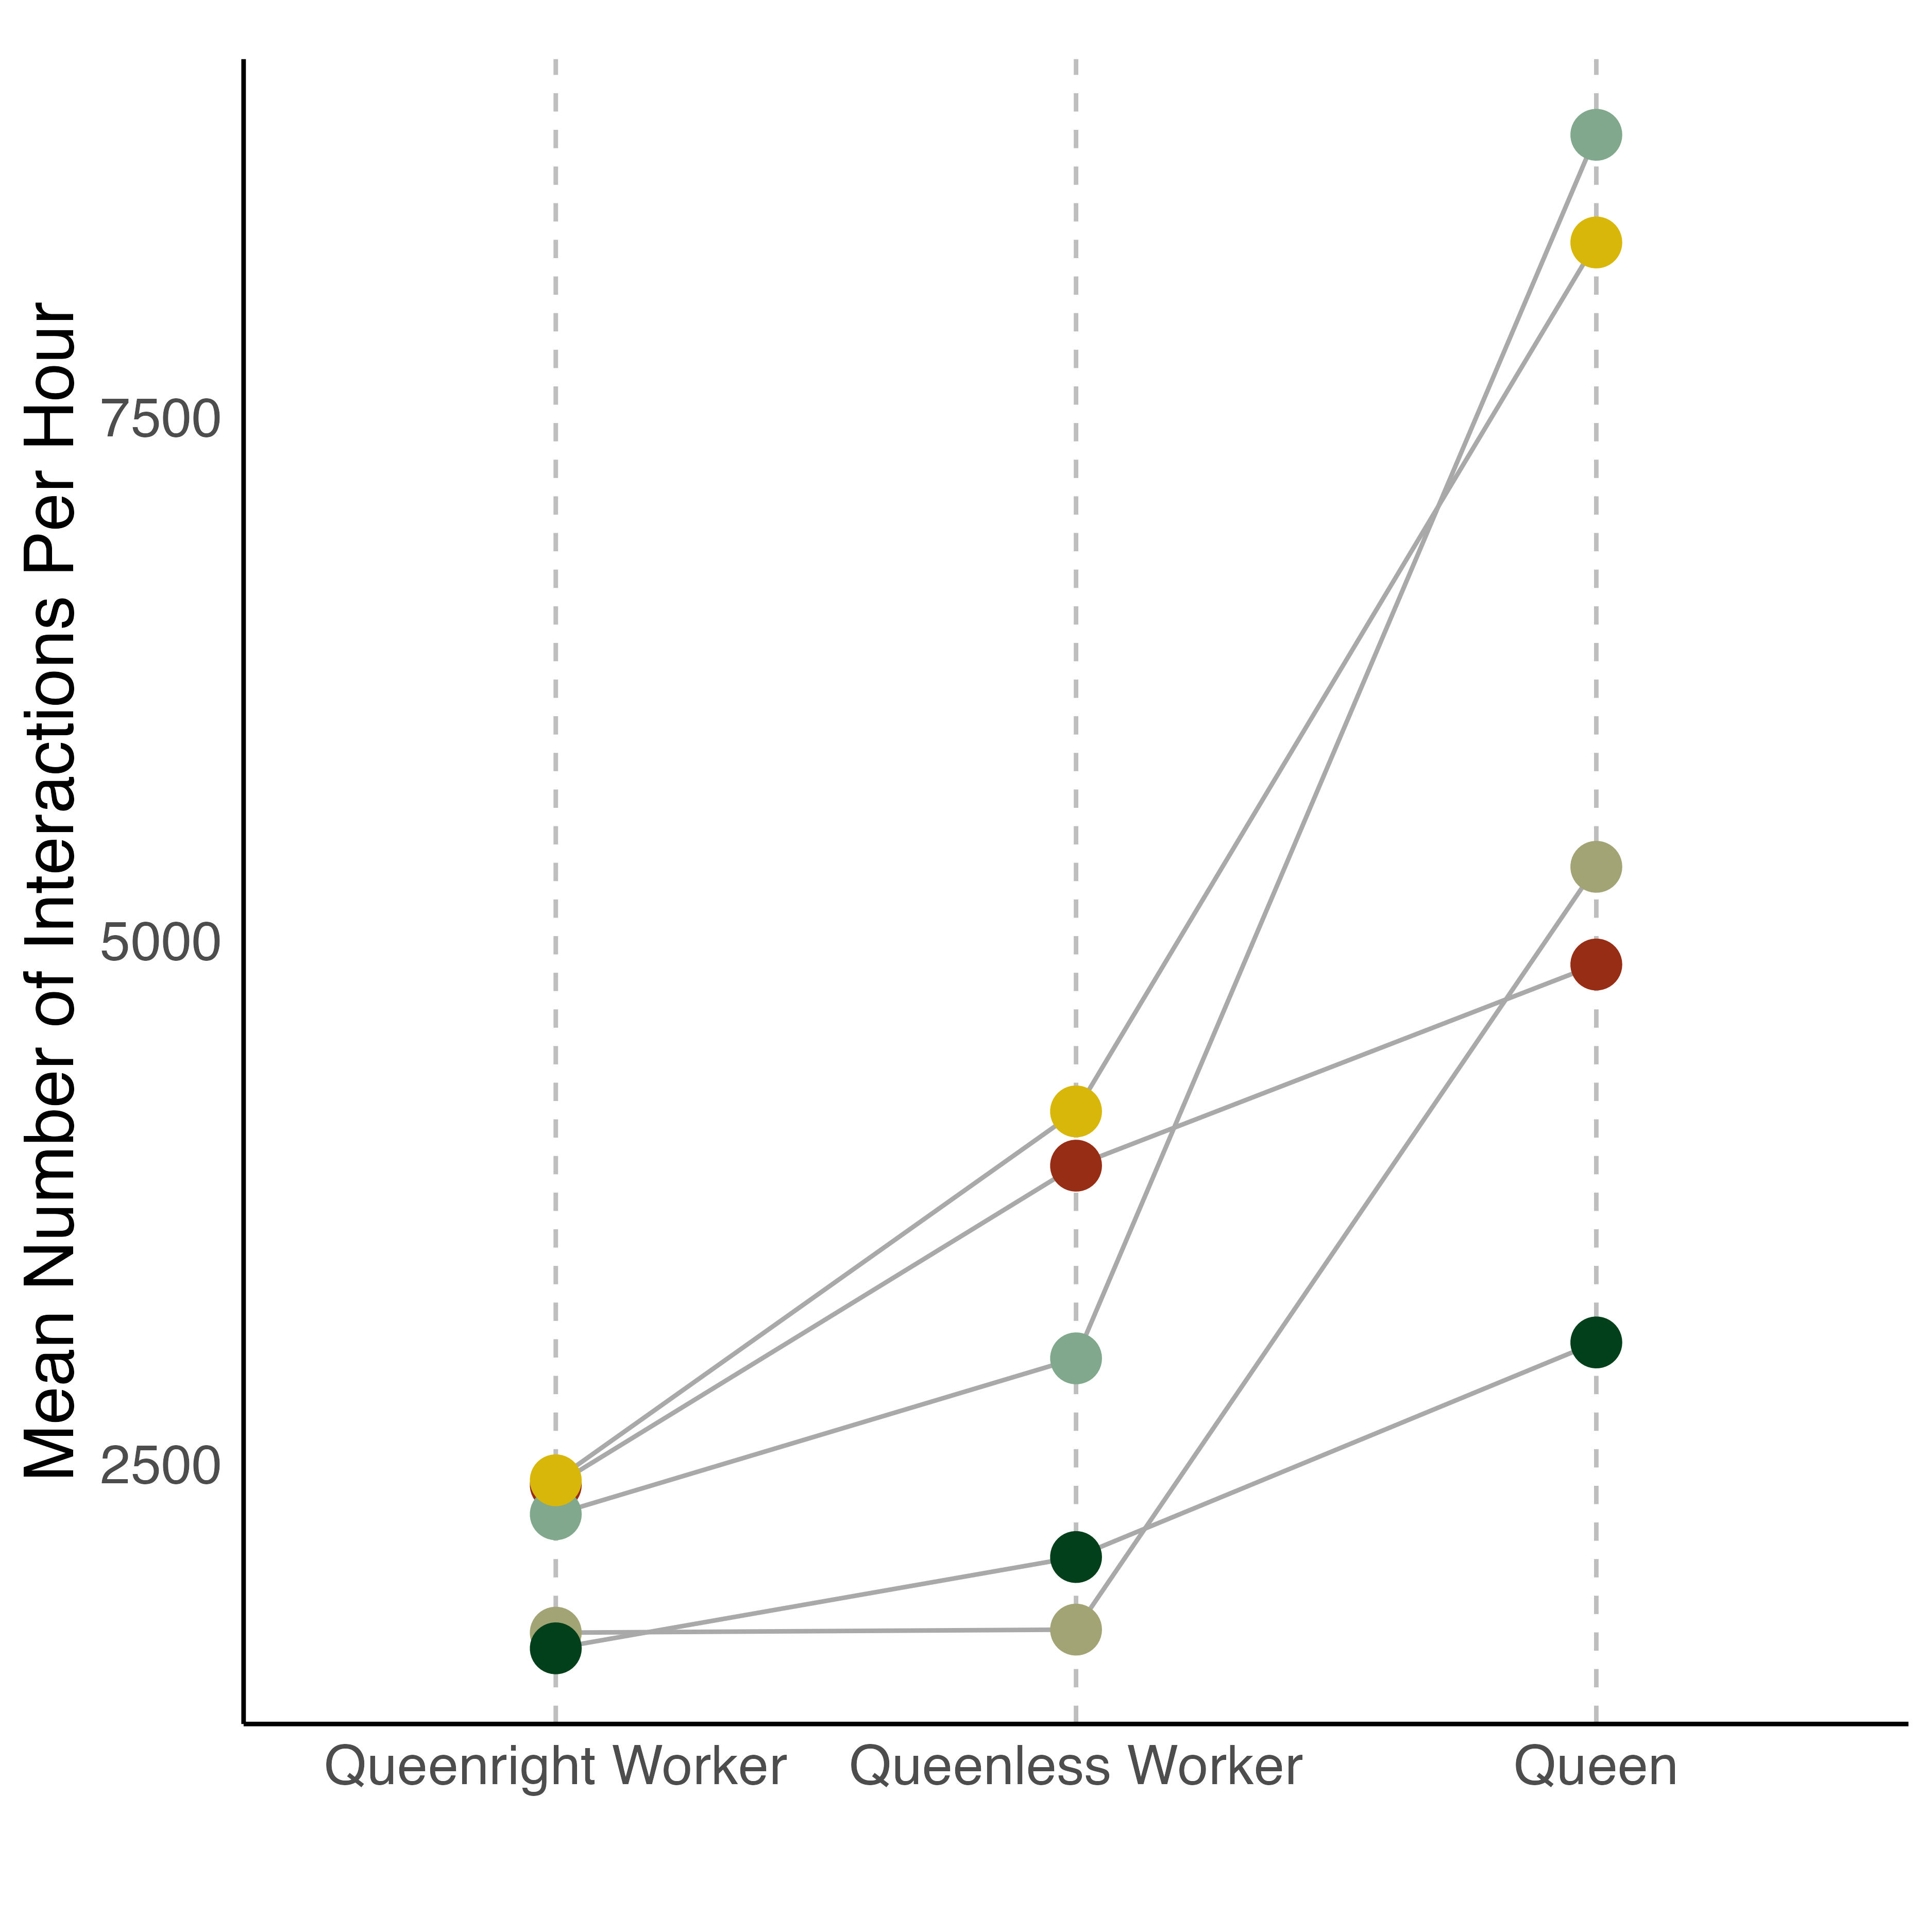 Mean Number of Interactions Per Hour
7500
5000
2500
Queenright Worker
Queenless Worker
Queen